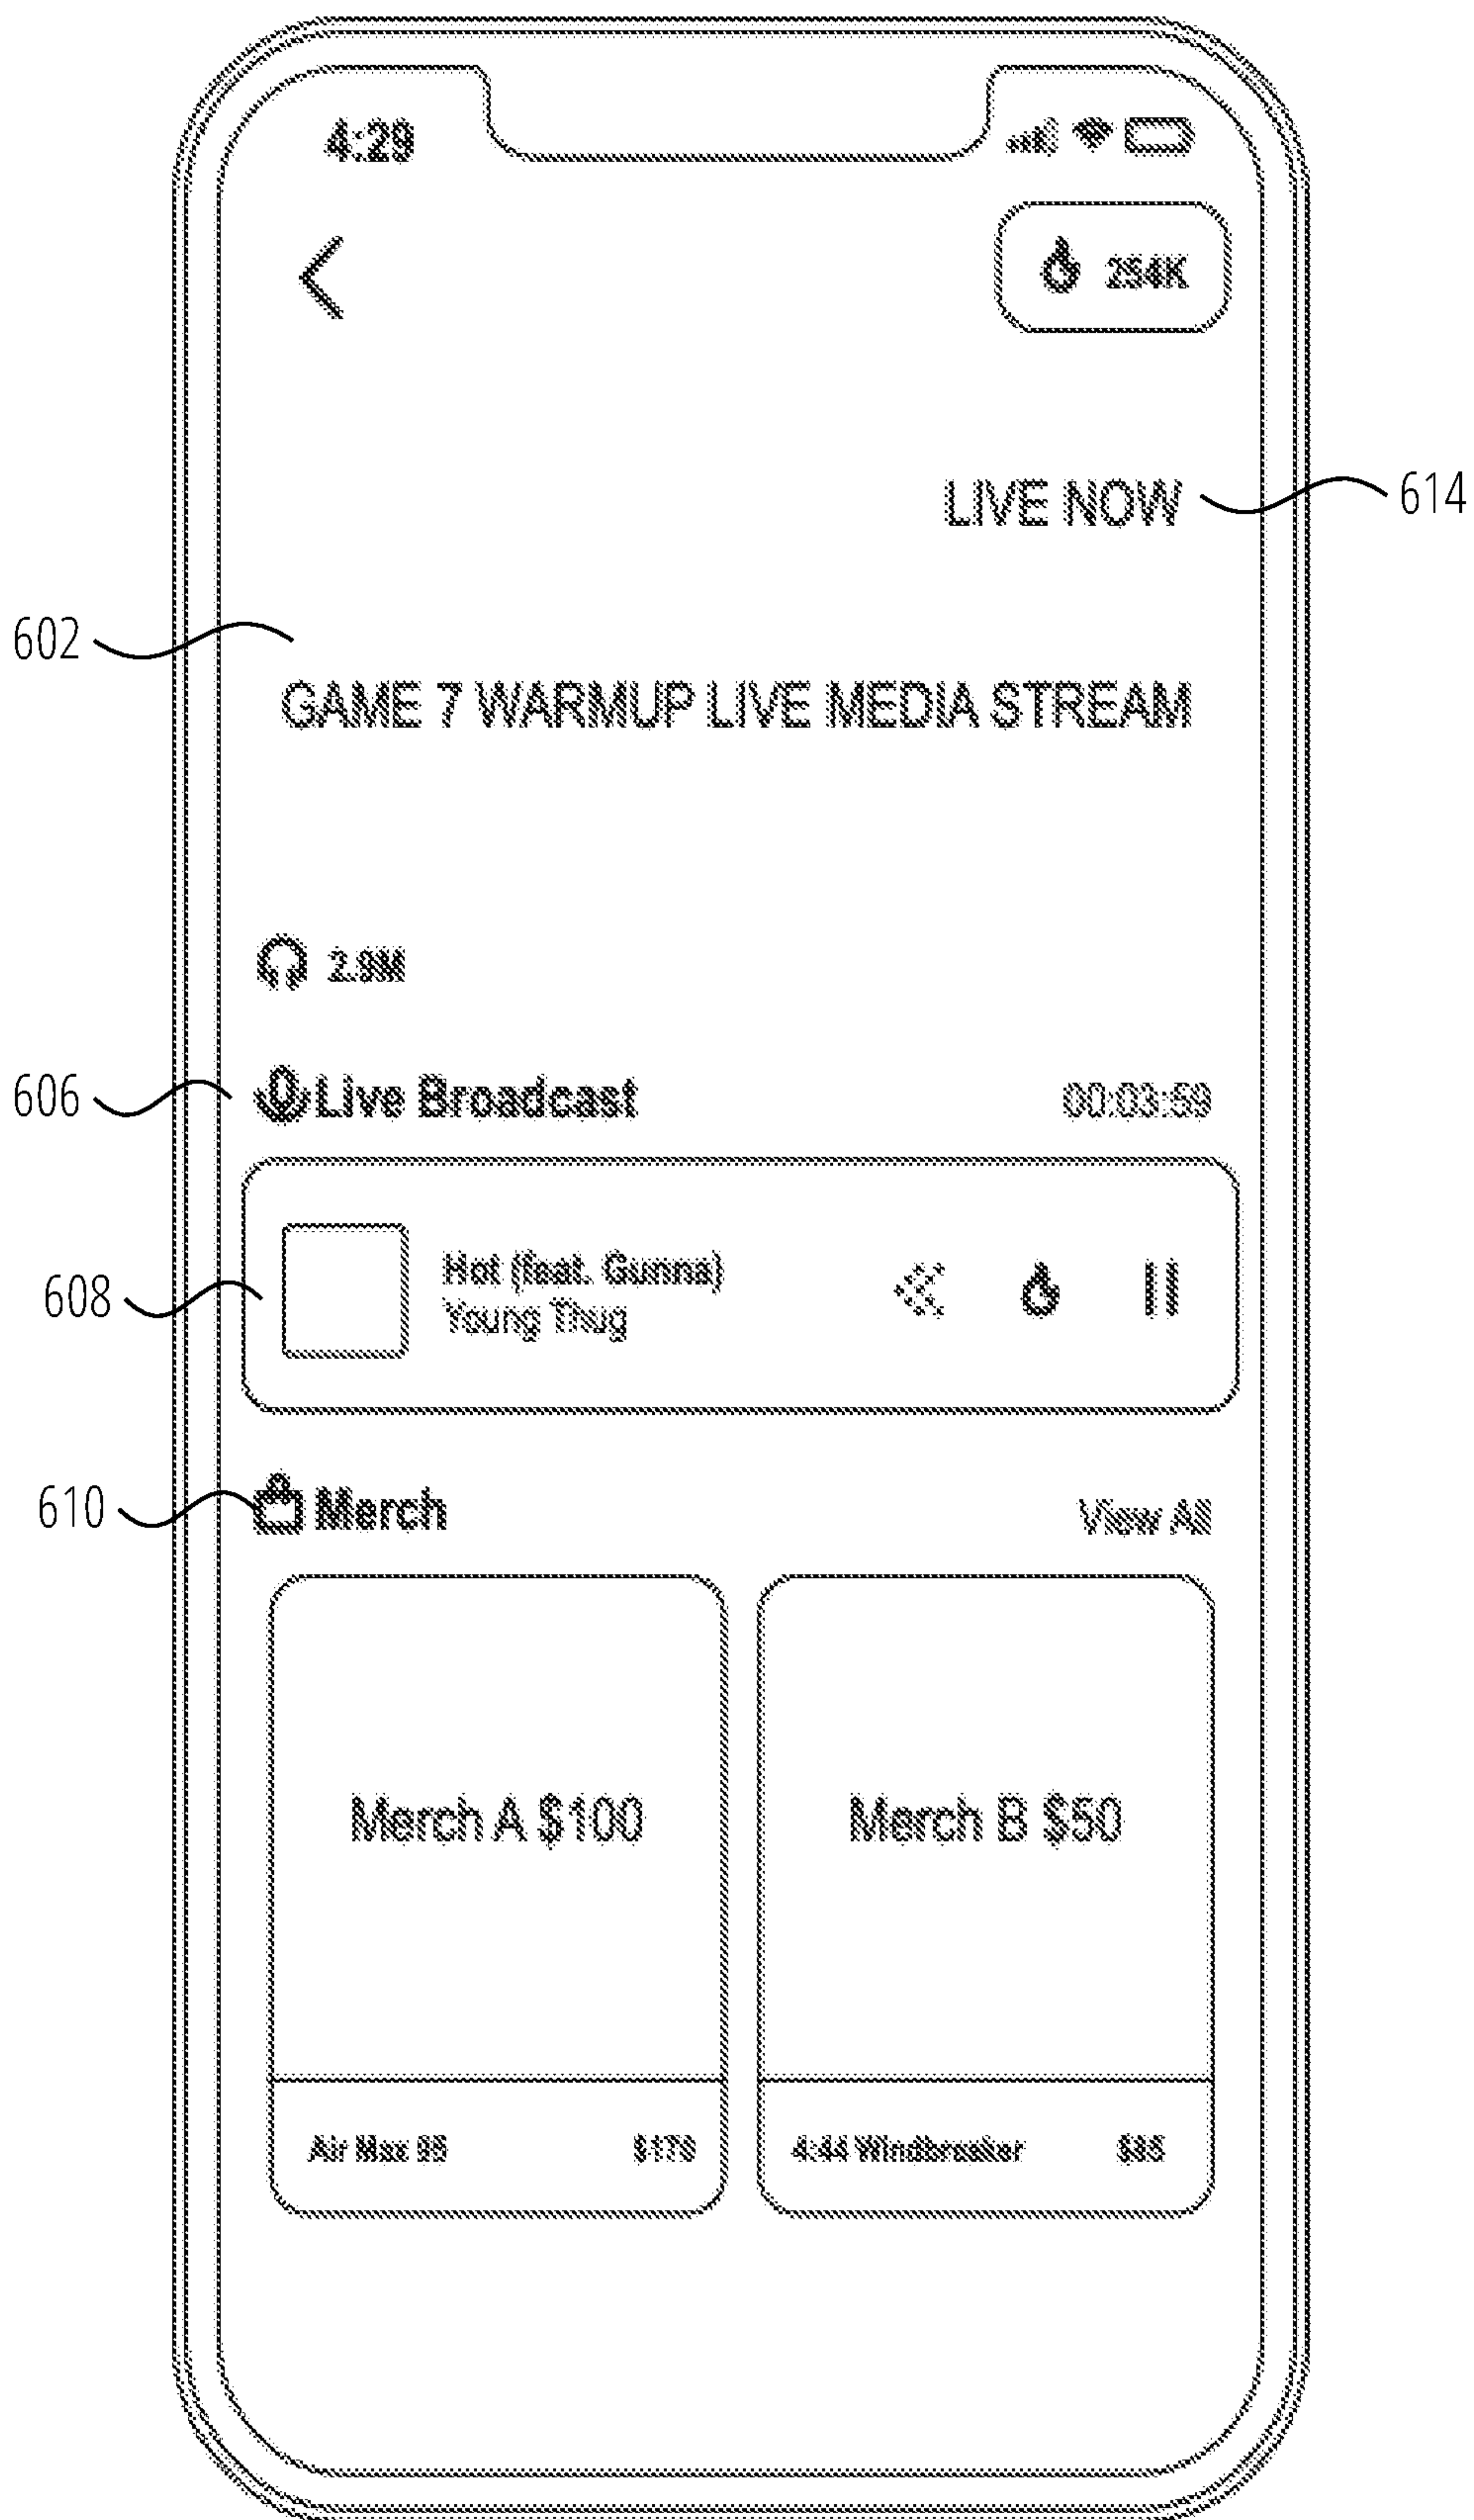 4:29
254K
LIVE NOW
614
602
GAME 7 WARMUP LIVE MEDIA STREAM
2.9M
606
Live Broadcast
00:03:59
608
Hot (feat. Gunna)
Young Thug
610
Merch
View All
Merch A $100
Merch B $50
Air Max 95
$170
4:44 Windbreaker